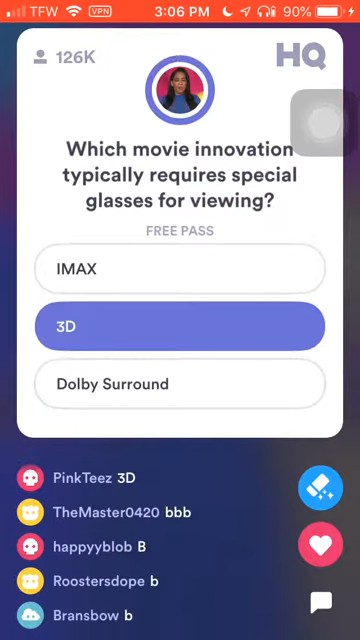 TFW VPN 3:06 PM 90%
126K
HQ
Which movie innovation
typically requires special
glasses for viewing?
FREE PASS
IMAX
3D
Dolby Surround
PinkTeez 3D
TheMaster0420 bbb
happyyblob B
Roostersdope b
Bransbow b